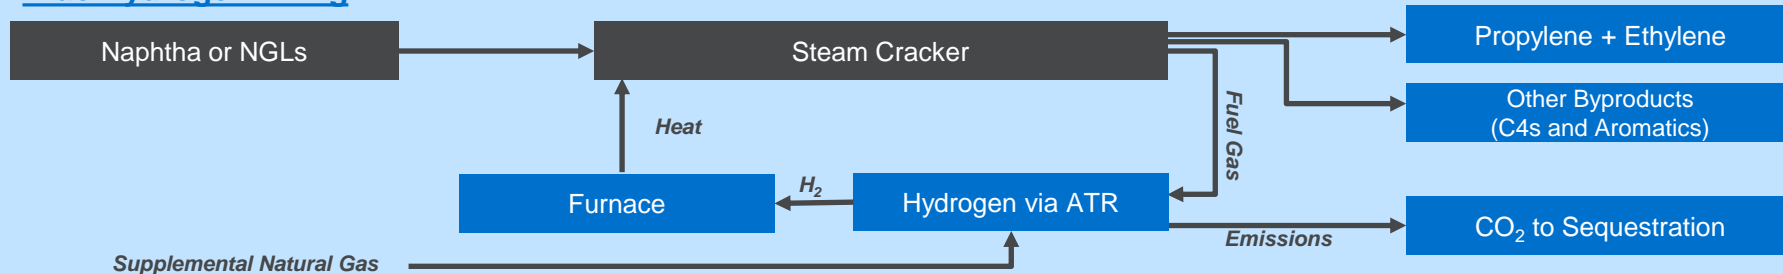 Naphtha or NGLs
Steam Cracker
Propylene + Ethylene
Other Byproducts
(C4s and Aromatics)
Heat
Fuel Gas
Furnace
H₂
Hydrogen via ATR
Emissions
CO₂ to Sequestration
Supplemental Natural Gas